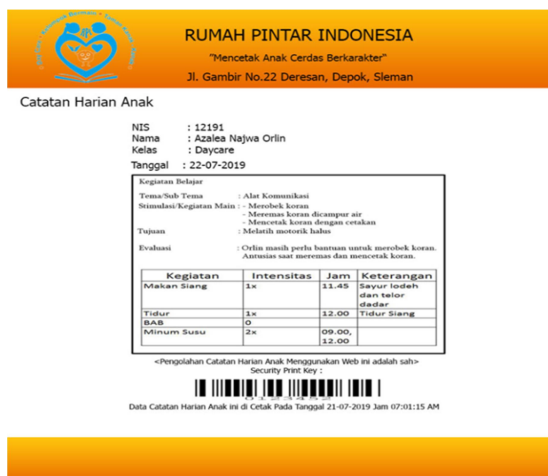 RUMAH PINTAR INDONESIA
"Mencetak Anak Cerdas Berkarakter"
Jl. Gambir No.22 Deresan, Depok, Sleman
Catatan Harian Anak
NIS : 12191
Nama : Azalea Najwa Orlin
Kelas : Daycare
Tanggal : 22-07-2019
Kegiatan Belajar
Tema/Sub Tema : Alat Komunikasi
Stimulasi/Kegiatan Main : - Merobek koran
- Meremas koran dicampur air
- Mencetak koran dengan cetakan
Tujuan : Melatih motorik halus
Evaluasi : Orlin masih perlu bantuan untuk merobek koran.
Antusias saat meremas dan mencetak koran.
Kegiatan Intensitas Jam Keterangan
Makan Siang 1x 11.45 Sayur lodeh
dan telor
dadar
Tidur 1x 12.00 Tidur Siang
BAB 0
Minum Susu 2x 09.00,
12.00
<Pengolahan Catatan Harian Anak Menggunakan Web ini adalah sah>
Security Print Key :
0123452
Data Catatan Harian Anak ini di Cetak Pada Tanggal 21-07-2019 Jam 07:01:15 AM